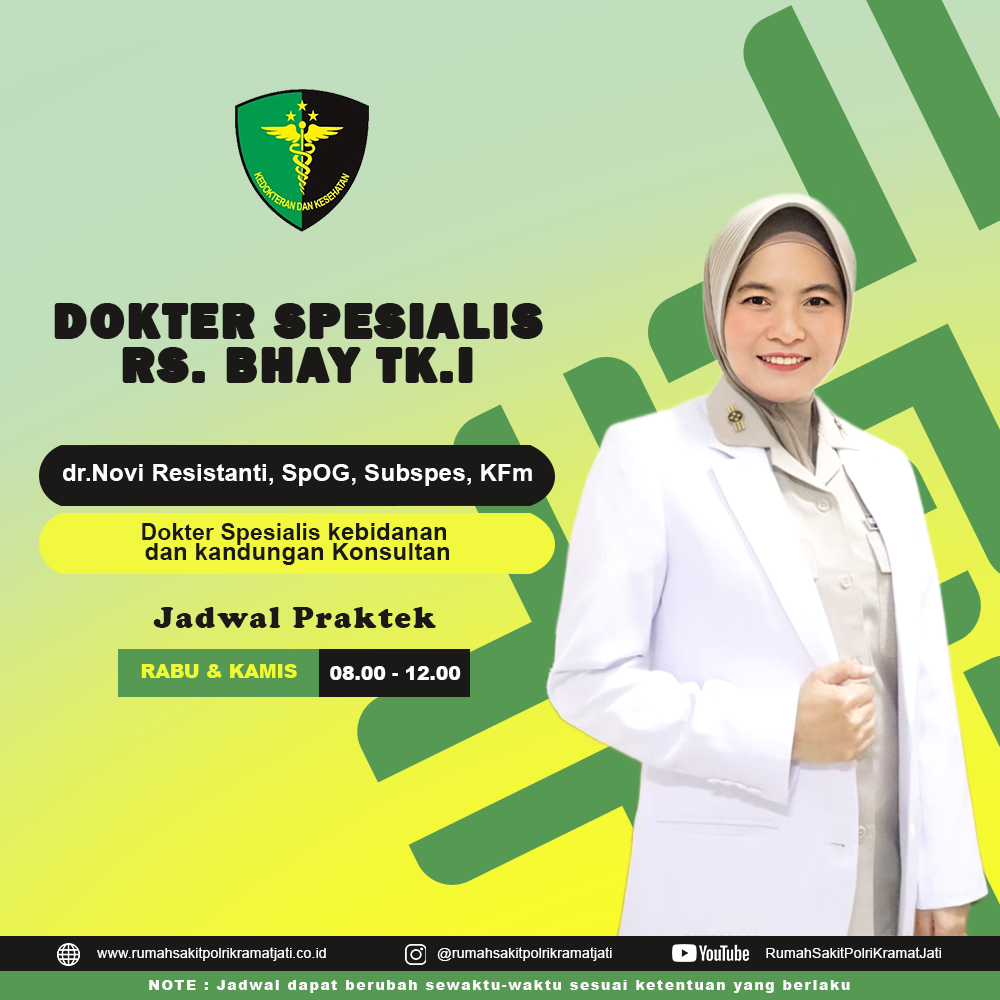 KEDOKTERAN DAN KESEHATAN
DOKTER SPESIALIS
RS. BHAY TK.I
dr.Novi Resistanti, SpOG, Subspes, KFm
Dokter Spesialis kebidanan
dan kandungan Konsultan
Jadwal Praktek
RABU & KAMIS 08.00 - 12.00
www.rumahsakitpolrikramatjati.co.id @rumahsakitpolrikramatjati YouTube RumahSakitPolriKramatJati
NOTE : Jadwal dapat berubah sewaktu-waktu sesuai ketentuan yang berlaku